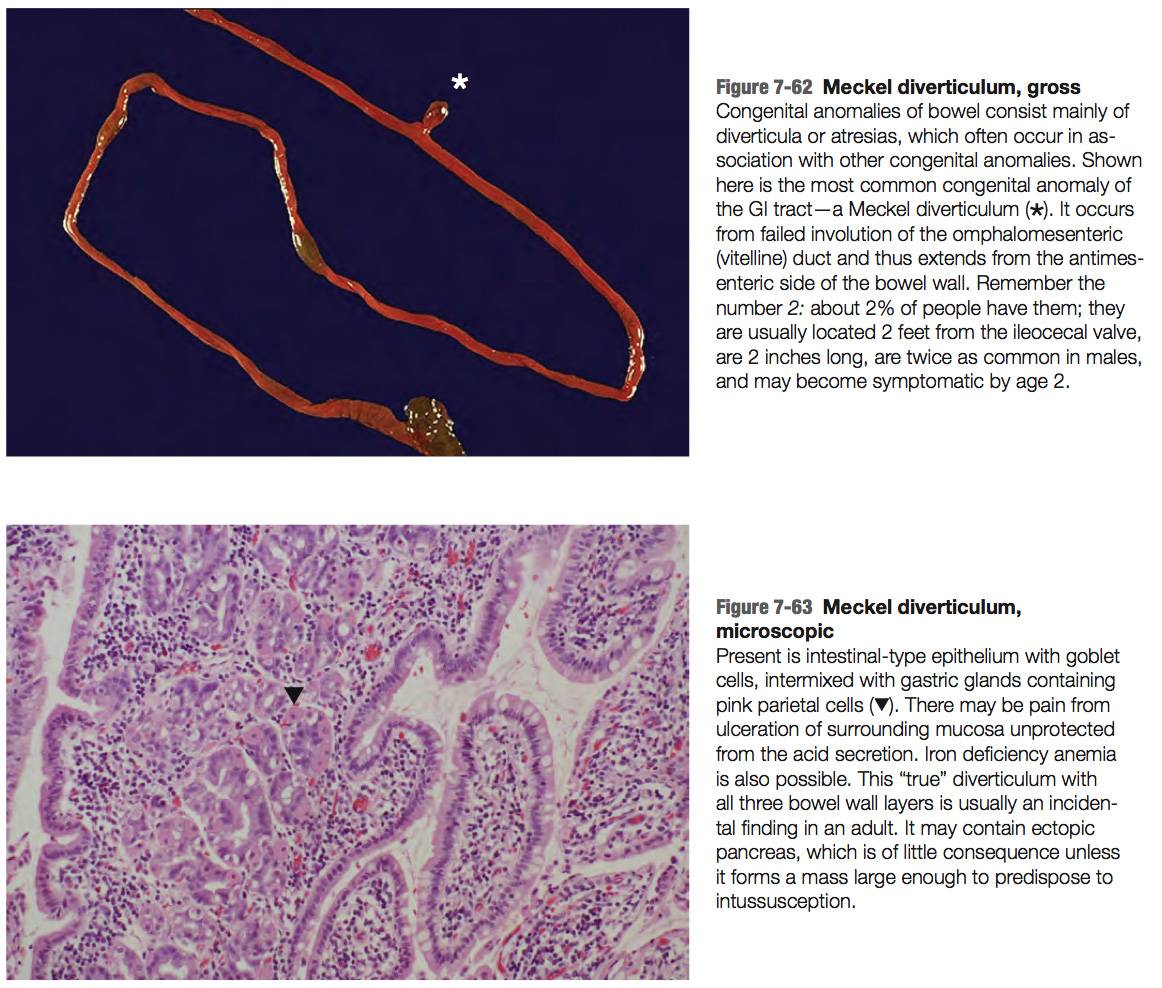 *
Figure 7-62 Meckel diverticulum, gross
Congenital anomalies of bowel consist mainly of
diverticula or atresias, which often occur in as-
sociation with other congenital anomalies. Shown
here is the most common congenital anomaly of
the GI tract—a Meckel diverticulum (★). It occurs
from failed involution of the omphalomesenteric
(vitelline) duct and thus extends from the antimes-
enteric side of the bowel wall. Remember the
number 2: about 2% of people have them; they
are usually located 2 feet from the ileocecal valve,
are 2 inches long, are twice as common in males,
and may become symptomatic by age 2.
Figure 7-63 Meckel diverticulum,
microscopic
Present is intestinal-type epithelium with goblet
cells, intermixed with gastric glands containing
pink parietal cells (▼). There may be pain from
ulceration of surrounding mucosa unprotected
from the acid secretion. Iron deficiency anemia
is also possible. This “true” diverticulum with
all three bowel wall layers is usually an inciden-
tal finding in an adult. It may contain ectopic
pancreas, which is of little consequence unless
it forms a mass large enough to predispose to
intussusception.